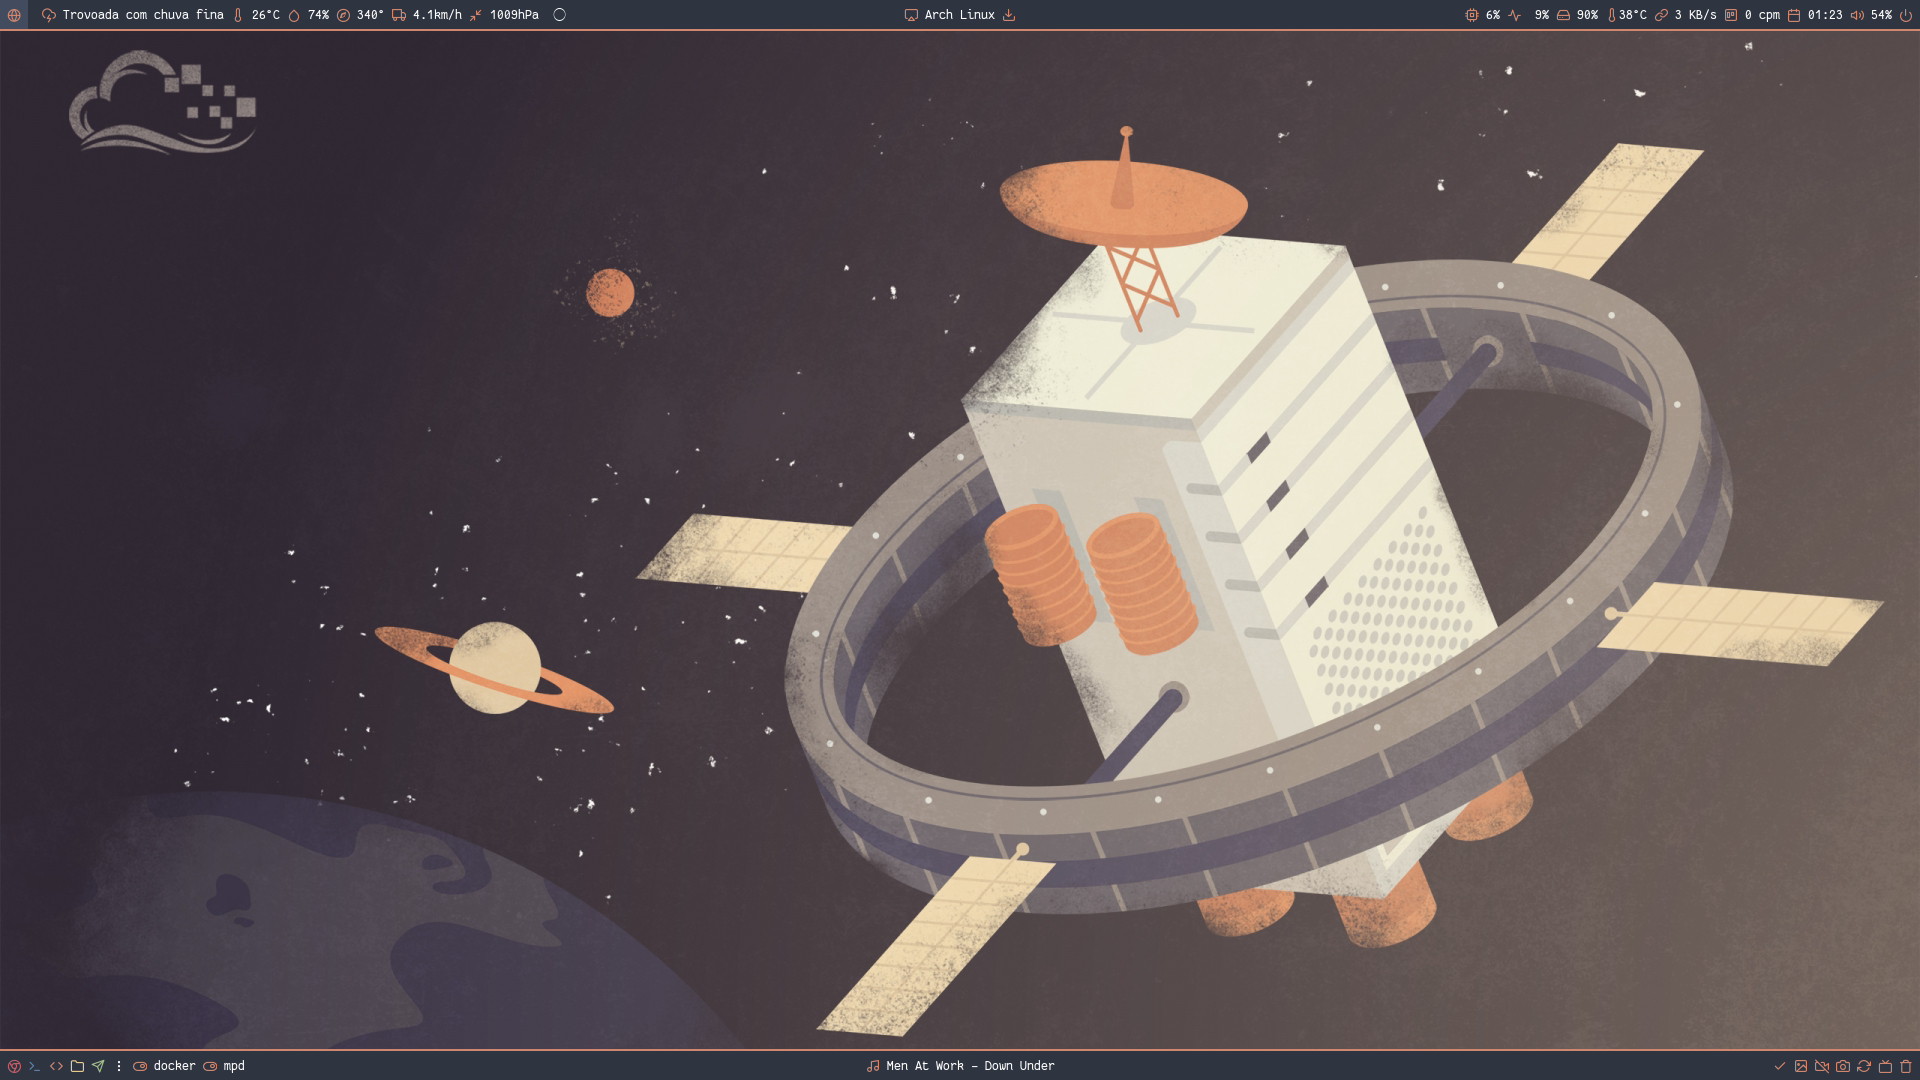 Trovoada com chuva fina 26°C 74% 340° 4.1km/h 1009hPa
Arch Linux
6% 9% 90% 38°C 3 KB/s 0 cpm 01:23 54%
docker mpd
Men At Work - Down Under